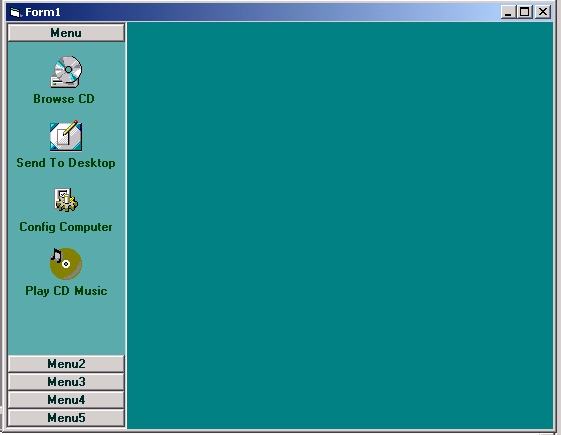 Form1
Menu
Browse CD
Send To Desktop
Config Computer
Play CD Music
Menu2
Menu3
Menu4
Menu5